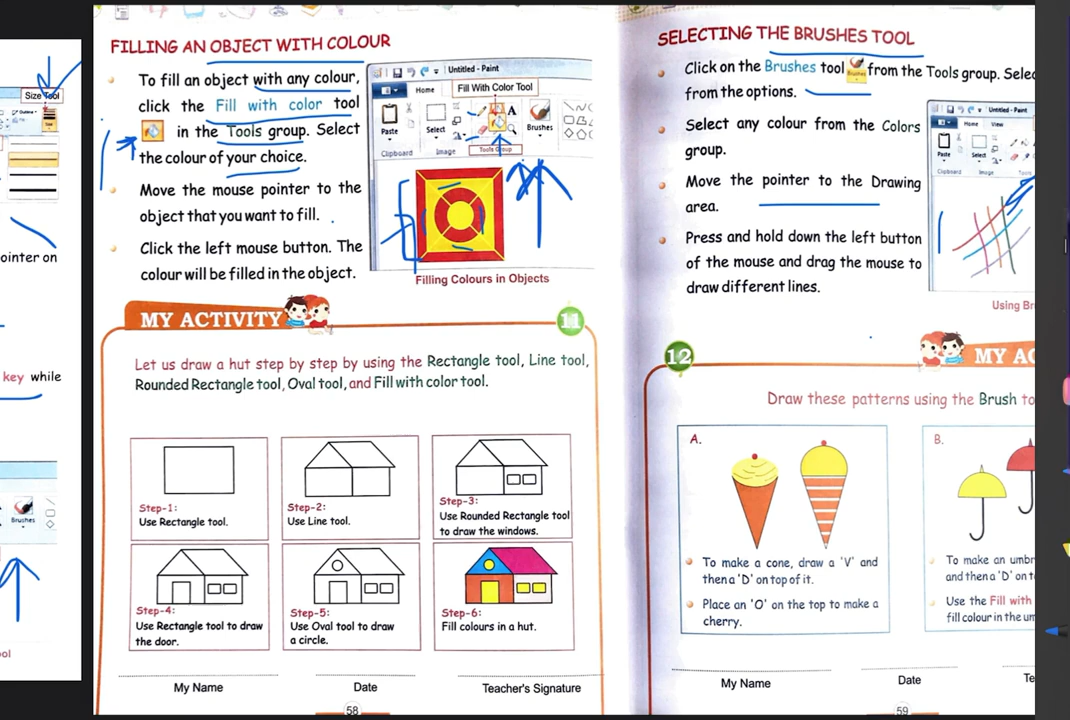 Size Tool
ointer on
key while
Brushes
ool
FILLING AN OBJECT WITH COLOUR
To fill an object with any colour,
click the Fill with color tool
in the Tools group. Select
the colour of your choice.
Move the mouse pointer to the
object that you want to fill.
Click the left mouse button. The
colour will be filled in the object.
Untitled - Paint
Home
Fill With Color Tool
Paste
Select
A
Brushes
Clipboard
Image
Tools Group
Filling Colours in Objects
MY ACTIVITY
11
Let us draw a hut step by step by using the Rectangle tool, Line tool,
Rounded Rectangle tool, Oval tool, and Fill with color tool.
Step-1:
Use Rectangle tool.
Step-2:
Use Line tool.
Step-3:
Use Rounded Rectangle tool
to draw the windows.
Step-4:
Use Rectangle tool to draw
the door.
Step-5:
Use Oval tool to draw
a circle.
Step-6:
Fill colours in a hut.
My Name
Date
Teacher's Signature
58
SELECTING THE BRUSHES TOOL
Click on the Brushes tool Brushes from the Tools group. Selec
from the options.
Select any colour from the Colors
group.
Move the pointer to the Drawing
area.
Press and hold down the left button
of the mouse and drag the mouse to
draw different lines.
Untitled - Paint
Home
View
Paste
Select
Clipboard
Image
Tools
Using Br
12
MY AC
Draw these patterns using the Brush to
A.
To make a cone, draw a 'V' and
then a 'D' on top of it.
Place an 'O' on the top to make a
cherry.
B.
To make an umbr
and then a 'D' on t
Use the Fill with
fill colour in the um
My Name
Date
Te
59